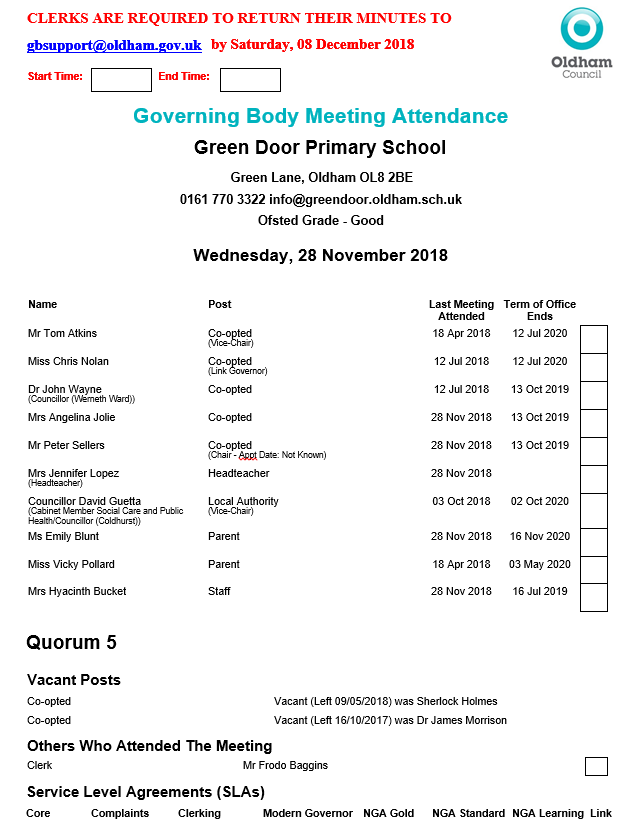 CLERKS ARE REQUIRED TO RETURN THEIR MINUTES TO
gbsupport@oldham.gov.uk by Saturday, 08 December 2018
Oldham
Council
Start Time: End Time:
Governing Body Meeting Attendance
Green Door Primary School
Green Lane, Oldham OL8 2BE
0161 770 3322 info@greendoor.oldham.sch.uk
Ofsted Grade - Good
Wednesday, 28 November 2018
Name Post Last Meeting Attended Term of Office Ends
Mr Tom Atkins Co-opted 18 Apr 2018 12 Jul 2020
(Vice-Chair)
Miss Chris Nolan Co-opted 12 Jul 2018 12 Jul 2020
(Link Governor)
Dr John Wayne Co-opted 12 Jul 2018 13 Oct 2019
(Councillor (Werneth Ward))
Mrs Angelina Jolie Co-opted 28 Nov 2018 13 Oct 2019
Mr Peter Sellers Co-opted 28 Nov 2018 13 Oct 2019
(Chair - Appt Date: Not Known)
Mrs Jennifer Lopez Headteacher 28 Nov 2018
(Headteacher)
Councillor David Guetta Local Authority 03 Oct 2018 02 Oct 2020
(Cabinet Member Social Care and Public (Vice-Chair)
Health/Councillor (Coldhurst))
Ms Emily Blunt Parent 28 Nov 2018 16 Nov 2020
Miss Vicky Pollard Parent 18 Apr 2018 03 May 2020
Mrs Hyacinth Bucket Staff 28 Nov 2018 16 Jul 2019
Quorum 5
Vacant Posts
Co-opted Vacant (Left 09/05/2018) was Sherlock Holmes
Co-opted Vacant (Left 16/10/2017) was Dr James Morrison
Others Who Attended The Meeting
Clerk Mr Frodo Baggins
Service Level Agreements (SLAs)
Core Complaints Clerking Modern Governor NGA Gold NGA Standard NGA Learning Link